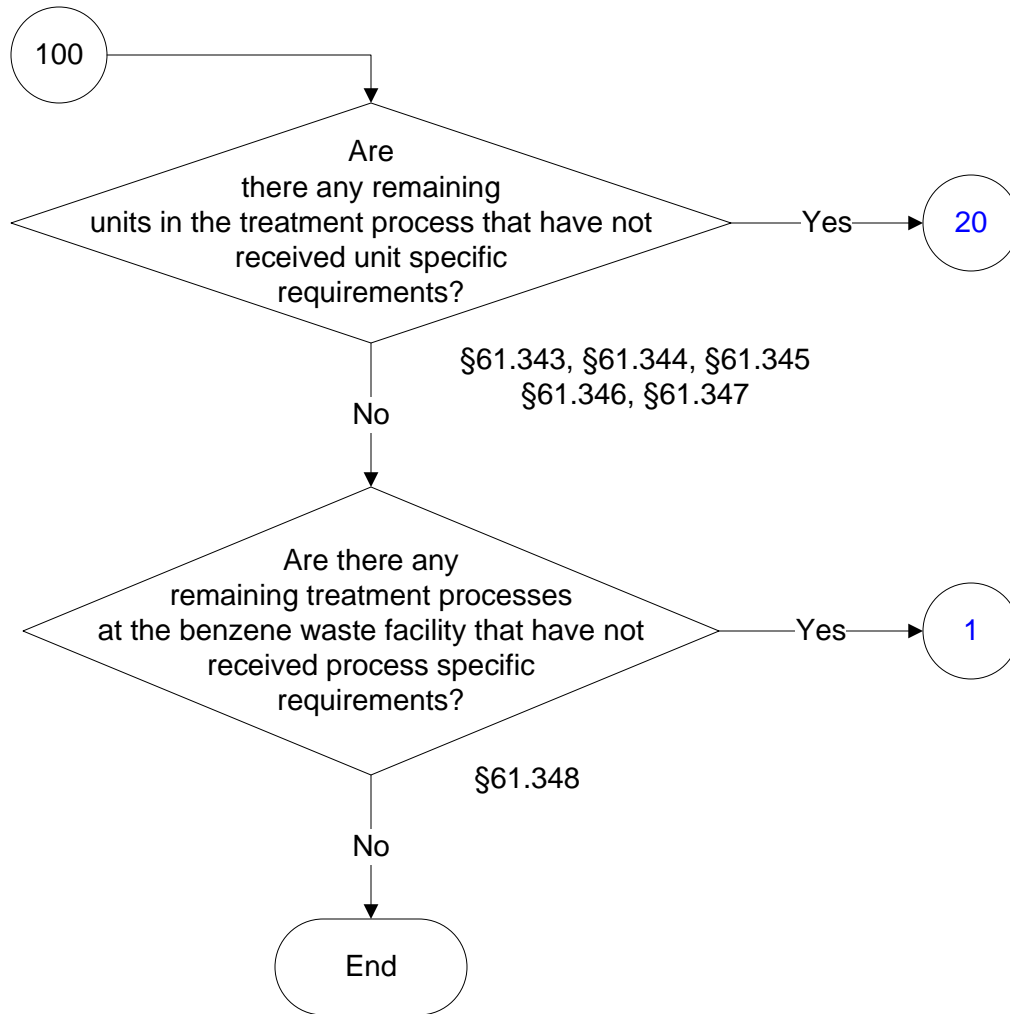 100
Are
there any remaining
units in the treatment process that have not
received unit specific
requirements?
Yes
20
§61.343, §61.344, §61.345
§61.346, §61.347
No
Are there any
remaining treatment processes
at the benzene waste facility that have not
received process specific
requirements?
Yes
1
§61.348
No
End